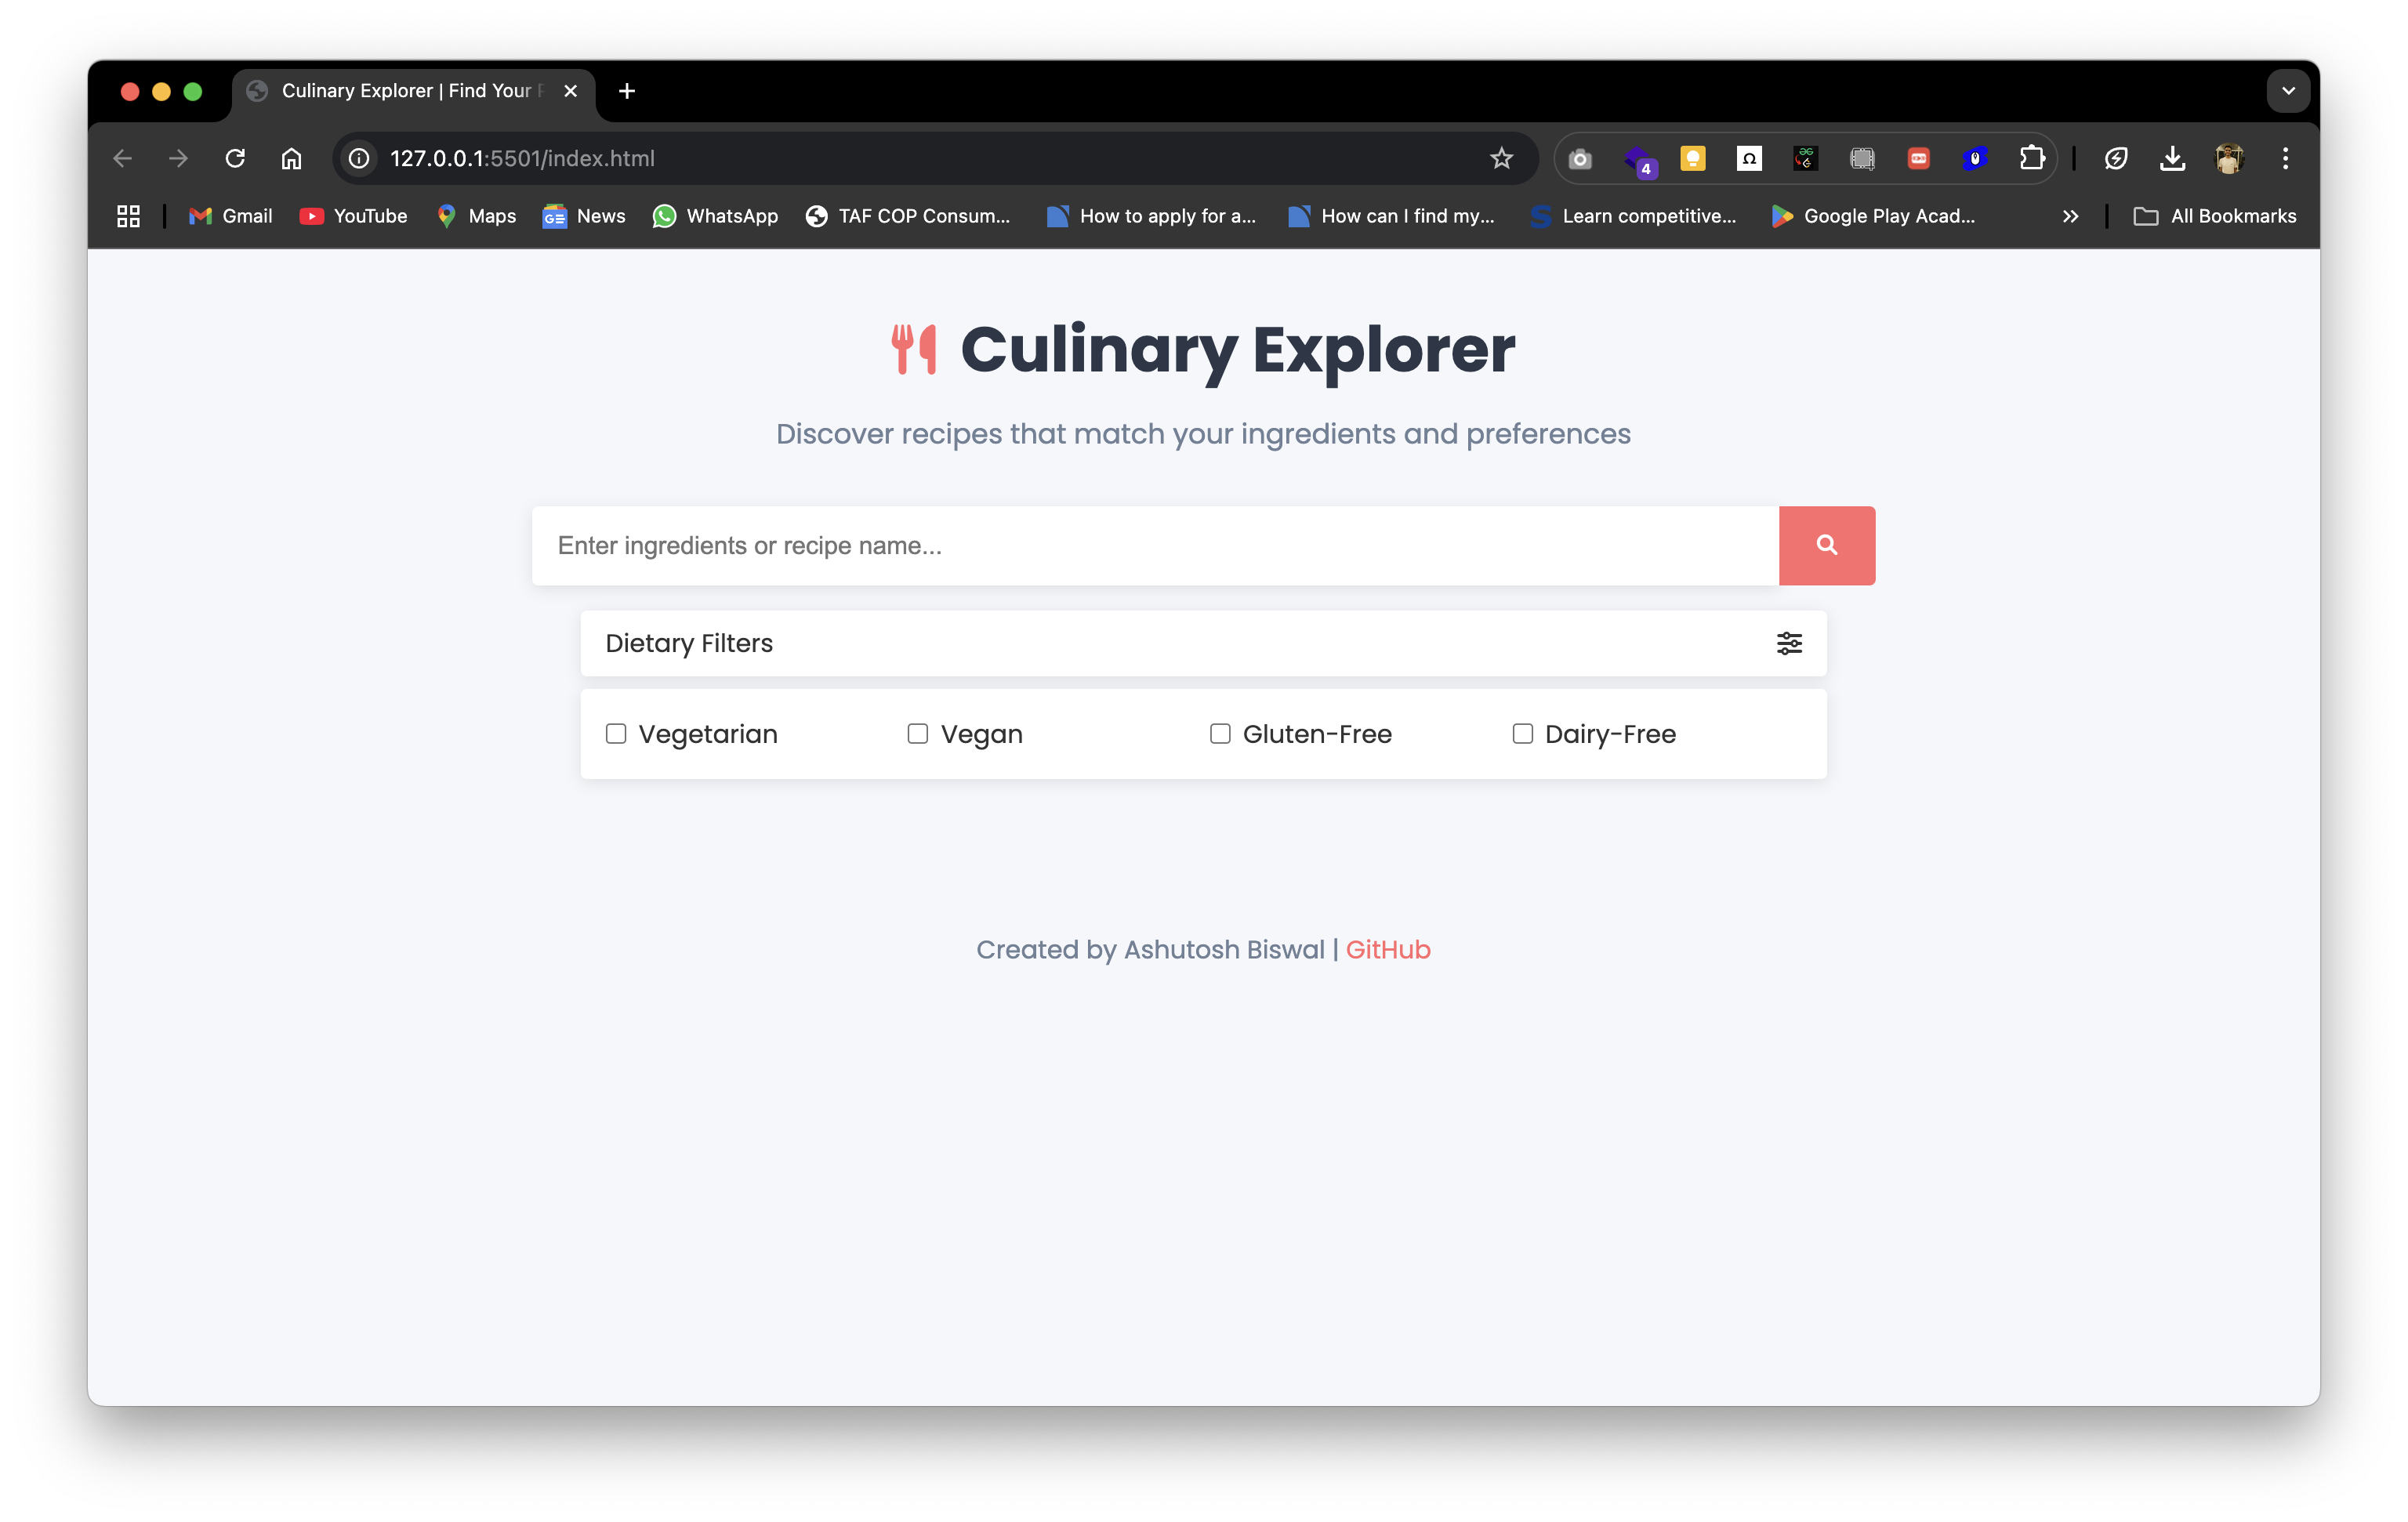 Culinary Explorer | Find Your
127.0.0.1:5501/index.html
4
Gmail YouTube Maps News WhatsApp TAF COP Consum... How to apply for a... How can I find my... Learn competitive... Google Play Acad... All Bookmarks
Culinary Explorer
Discover recipes that match your ingredients and preferences
Enter ingredients or recipe name...
Dietary Filters
Vegetarian Vegan Gluten-Free Dairy-Free
Created by Ashutosh Biswal | GitHub